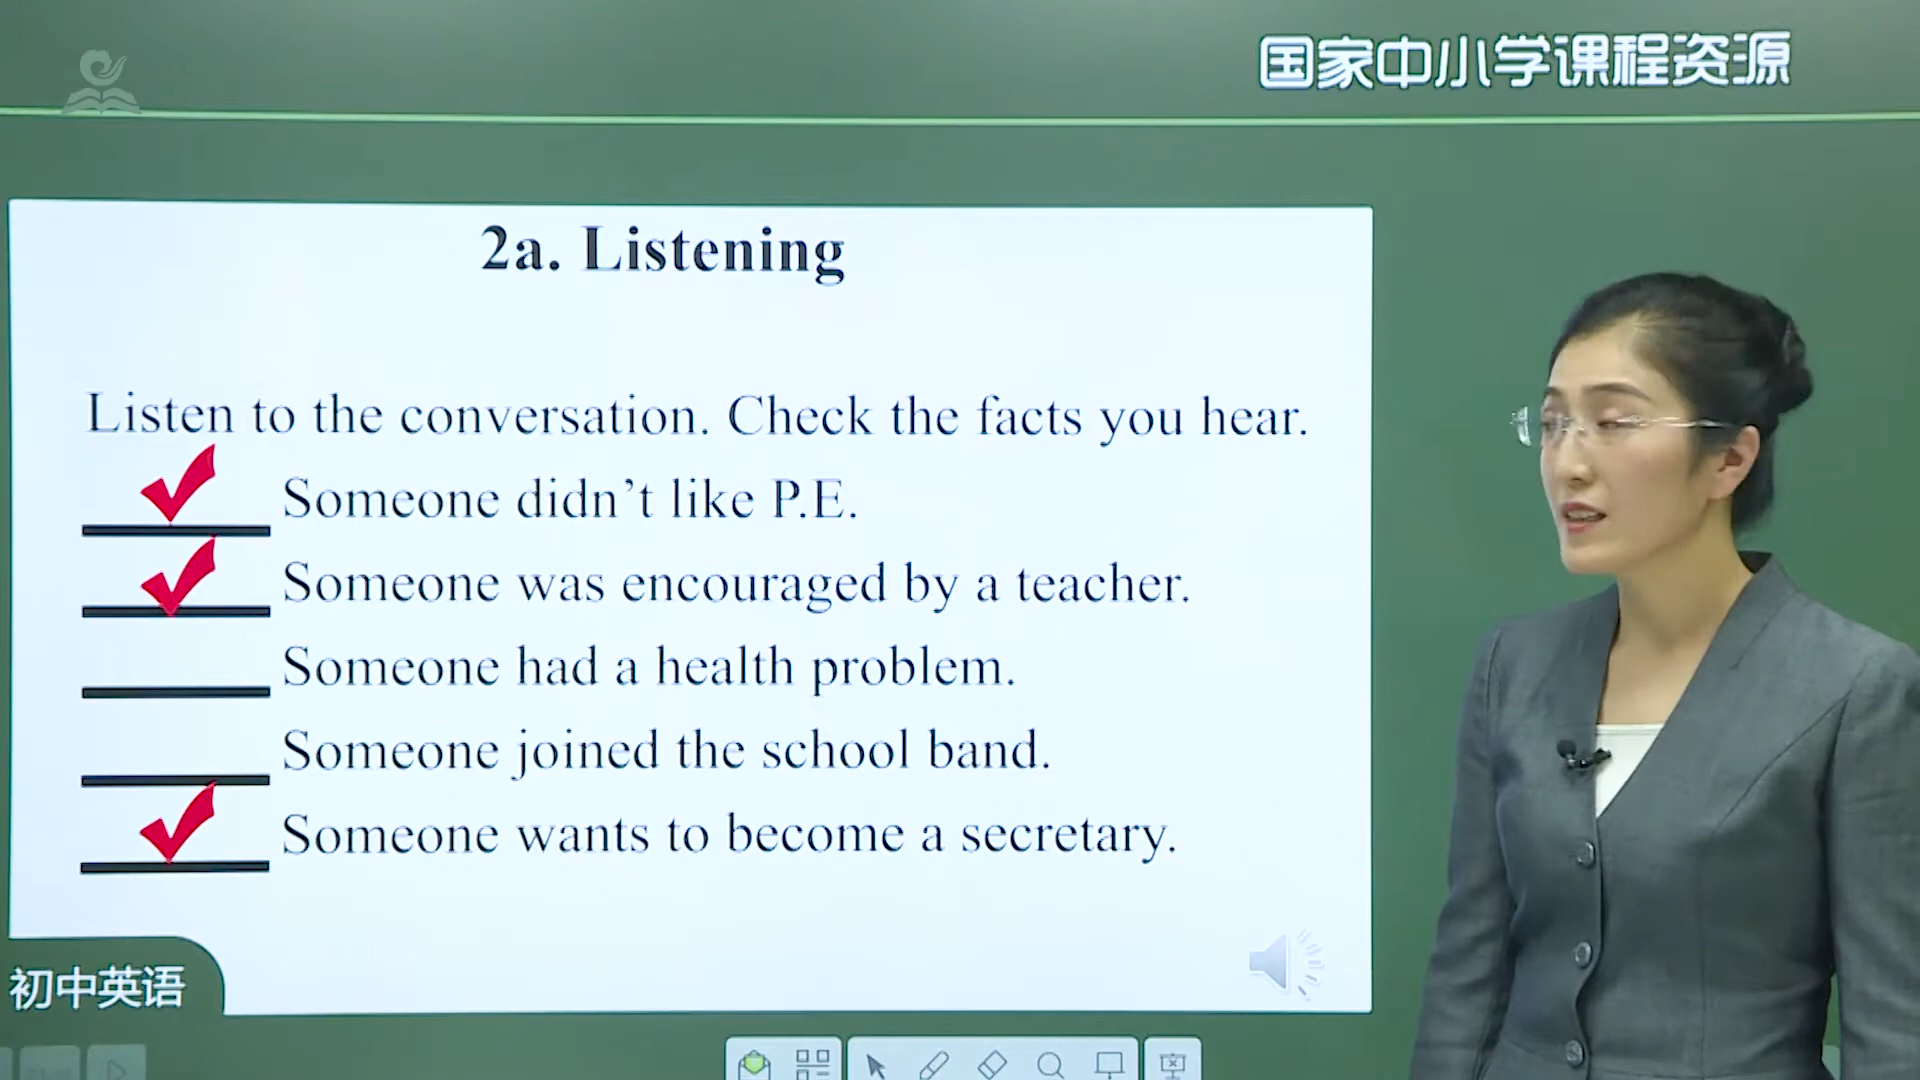 国家中小学课程资源
2a. Listening
Listen to the conversation. Check the facts you hear.
Someone didn’t like P.E.
Someone was encouraged by a teacher.
Someone had a health problem.
Someone joined the school band.
Someone wants to become a secretary.
初中英语